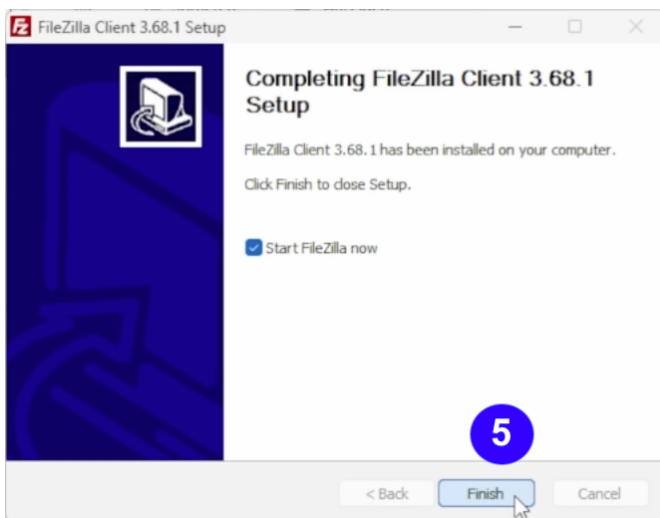 FileZilla Client 3.68.1 Setup
Completing FileZilla Client 3.68.1
Setup
FileZilla Client 3.68.1 has been installed on your computer.
Click Finish to close Setup.
Start FileZilla now
5
< Back
Finish
Cancel